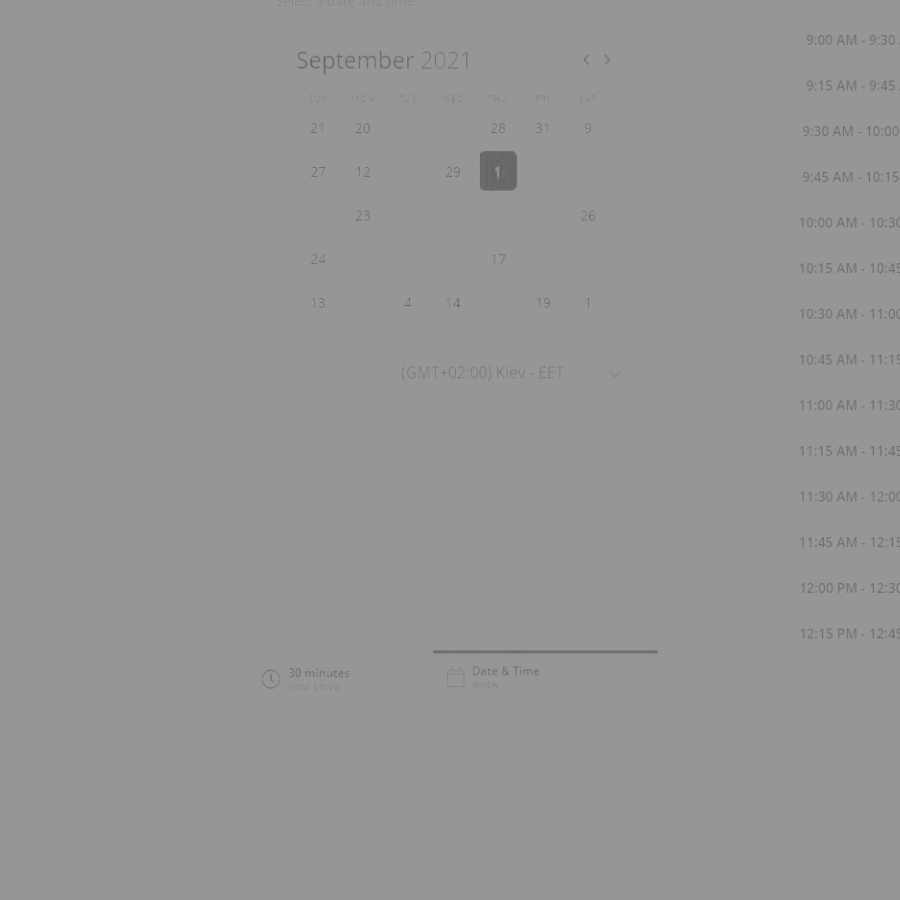 Select a date and time
September 2021
SUN MON TUE WED THU FRI SAT
21 20 28 31 9
27 12 29 1
23 26
24 17
13 4 14 19 1
(GMT+02:00) Kiev - EET
30 minutes
HOW LONG
Date & Time
WHEN
9:00 AM - 9:30
9:15 AM - 9:45
9:30 AM - 10:00
9:45 AM - 10:15
10:00 AM - 10:30
10:15 AM - 10:45
10:30 AM - 11:00
10:45 AM - 11:15
11:00 AM - 11:30
11:15 AM - 11:45
11:30 AM - 12:00
11:45 AM - 12:15
12:00 PM - 12:30
12:15 PM - 12:45